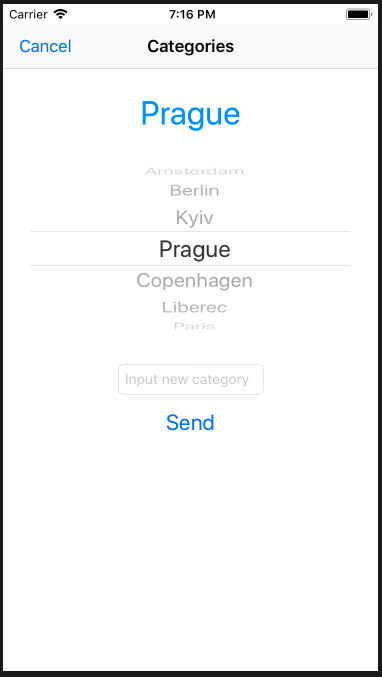 Carrier 7:16 PM
Cancel Categories
Prague
Amsterdam
Berlin
Kyiv
Prague
Copenhagen
Liberec
Paris
Input new category
Send